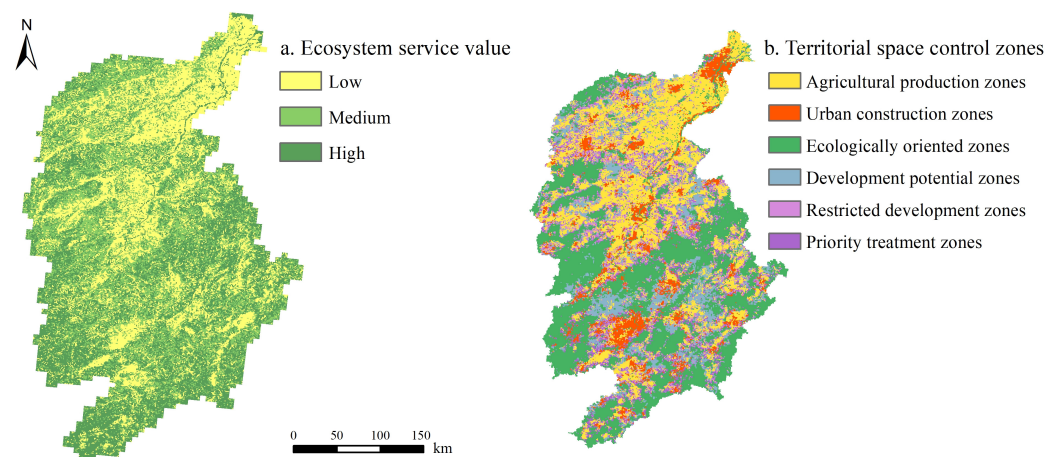 N
a. Ecosystem service value
Low
Medium
High
0 50 100 150
km
b. Territorial space control zones
Agricultural production zones
Urban construction zones
Ecologically oriented zones
Development potential zones
Restricted development zones
Priority treatment zones